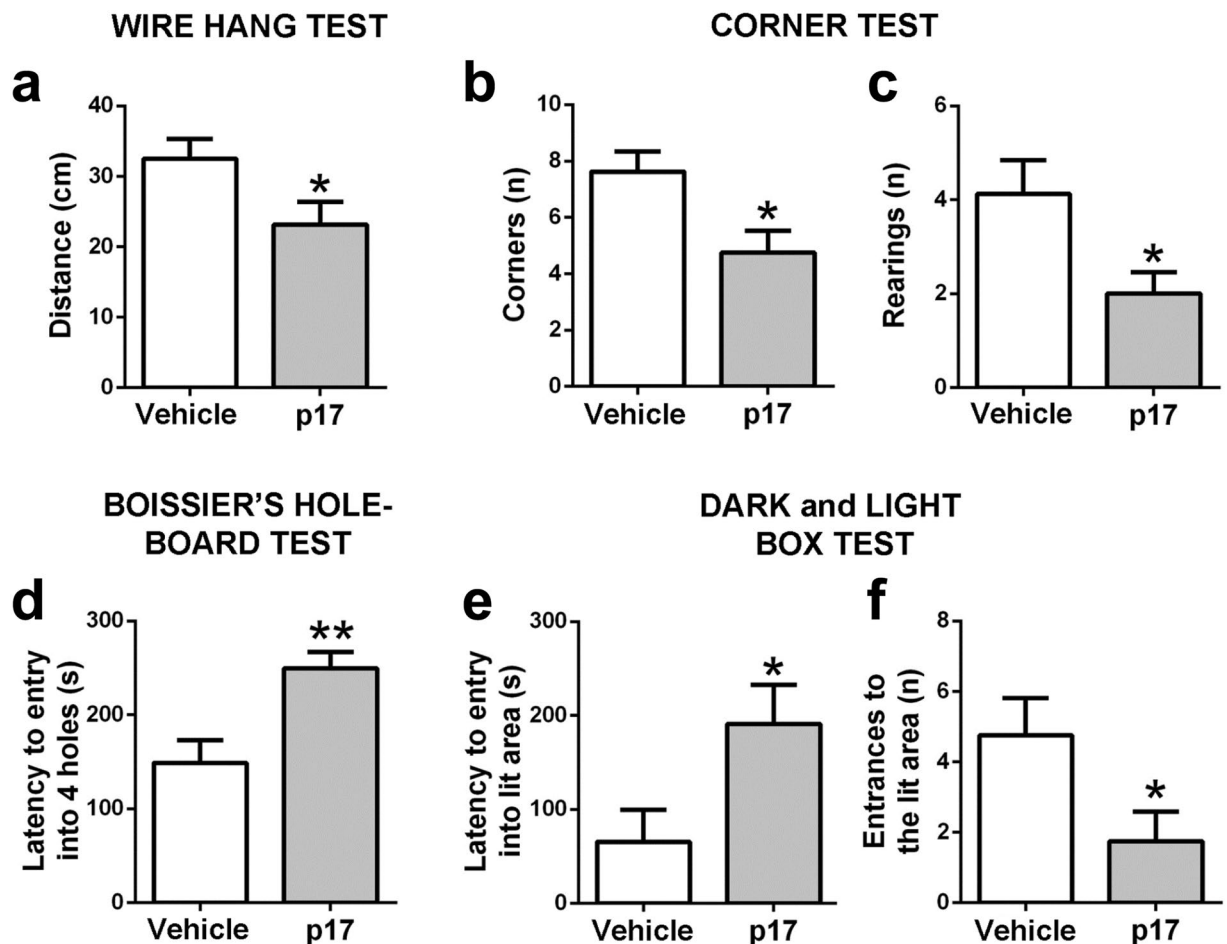 WIRE HANG TEST
CORNER TEST
a
Distance (cm)
40
30
20
10
0
*
Vehicle
p17
b
Corners (n)
10
8
6
4
2
0
*
Vehicle
p17
c
Rearings (n)
6
4
2
0
*
Vehicle
p17
BOISSIER'S HOLE-
BOARD TEST
DARK and LIGHT
BOX TEST
d
Latency to entry
into 4 holes (s)
300
200
100
0
**
Vehicle
p17
e
Latency to entry
into lit area (s)
300
200
100
0
*
Vehicle
p17
f
Entrances to
the lit area (n)
8
6
4
2
0
*
Vehicle
p17